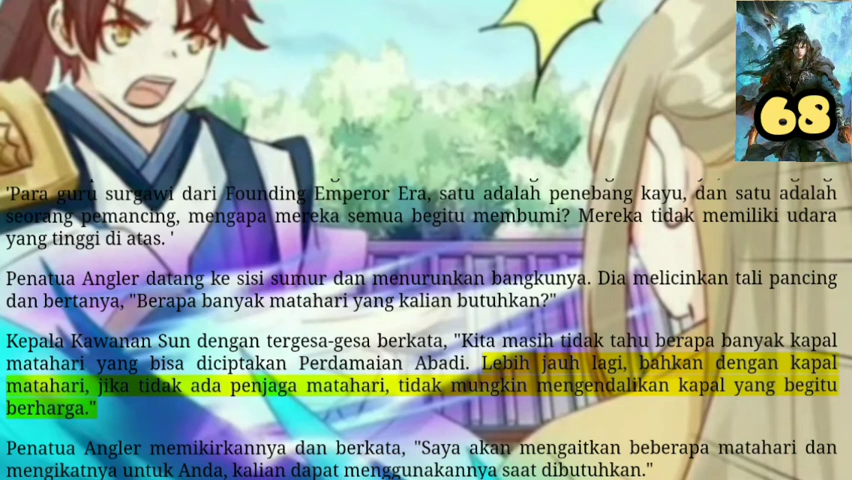 68
'Para guru surgawi dari Founding Emperor Era, satu adalah penebang kayu, dan satu adalah
seorang pemancing, mengapa mereka semua begitu membumi? Mereka tidak memiliki udara
yang tinggi di atas. '
Penatua Angler datang ke sisi sumur dan menurunkan bangkunya. Dia melicinkan tali pancing
dan bertanya, "Berapa banyak matahari yang kalian butuhkan?"
Kepala Kawanan Sun dengan tergesa-gesa berkata, "Kita masih tidak tahu berapa banyak kapal
matahari yang bisa diciptakan Perdamaian Abadi. Lebih jauh lagi, bahkan dengan kapal
matahari, jika tidak ada penjaga matahari, tidak mungkin mengendalikan kapal yang begitu
berharga."
Penatua Angler memikirkannya dan berkata, "Saya akan mengaitkan beberapa matahari dan
mengikatnya untuk Anda, kalian dapat menggunakannya saat dibutuhkan."